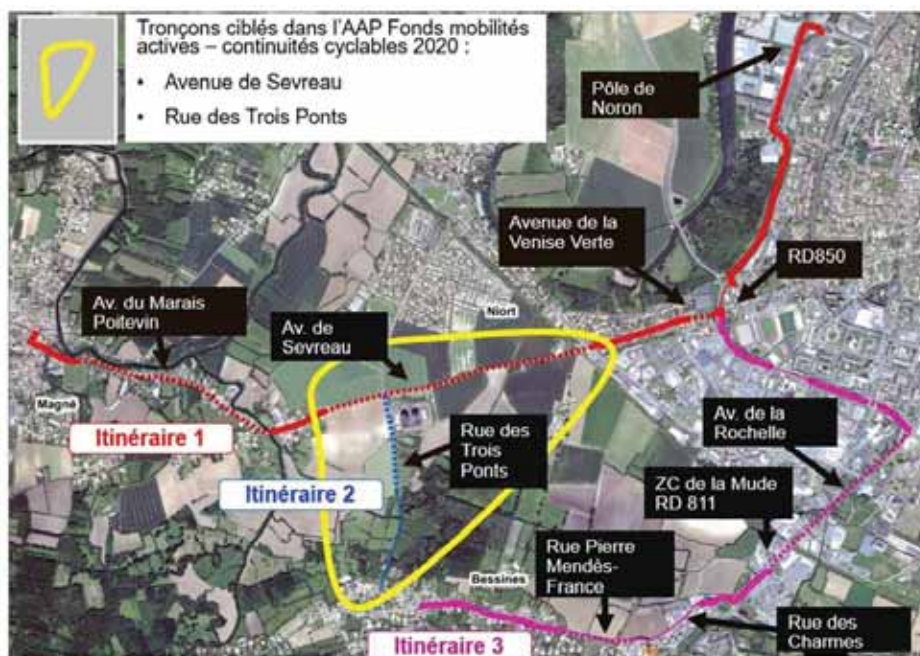 Tronçons ciblés dans l'AAP Fonds mobilités
actives – continuités cyclables 2020 :
• Avenue de Sevreau
• Rue des Trois Ponts
Pôle de
Noron
Avenue de la
Venise Verte
RD850
Av. du Marais
Poitevin
Niort
Av. de
Sevreau
Magné
Itinéraire 1
Rue des
Trois
Ponts
Av. de la
Rochelle
Itinéraire 2
ZC de la Mude
RD 811
Bessines
Rue Pierre
Mendès-
France
Itinéraire 3
Rue des
Charmes